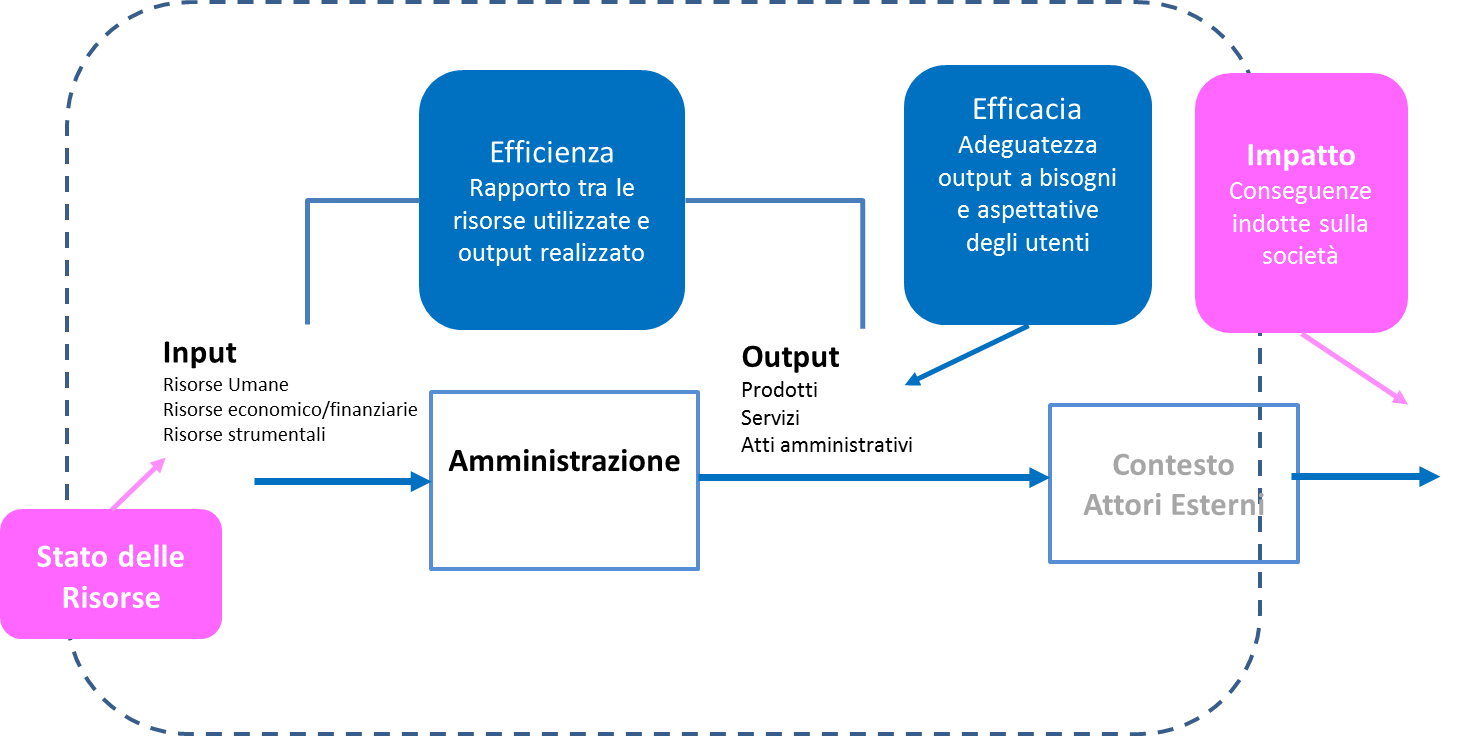 Efficienza
Rapporto tra le
risorse utilizzate e
output realizzato
Efficacia
Adeguatezza
output a bisogni
e aspettative
degli utenti
Impatto
Conseguenze
indotte sulla
società
Input
Risorse Umane
Risorse economico/finanziarie
Risorse strumentali
Output
Prodotti
Servizi
Atti amministrativi
Amministrazione
Contesto
Attori Esterni
Stato delle
Risorse